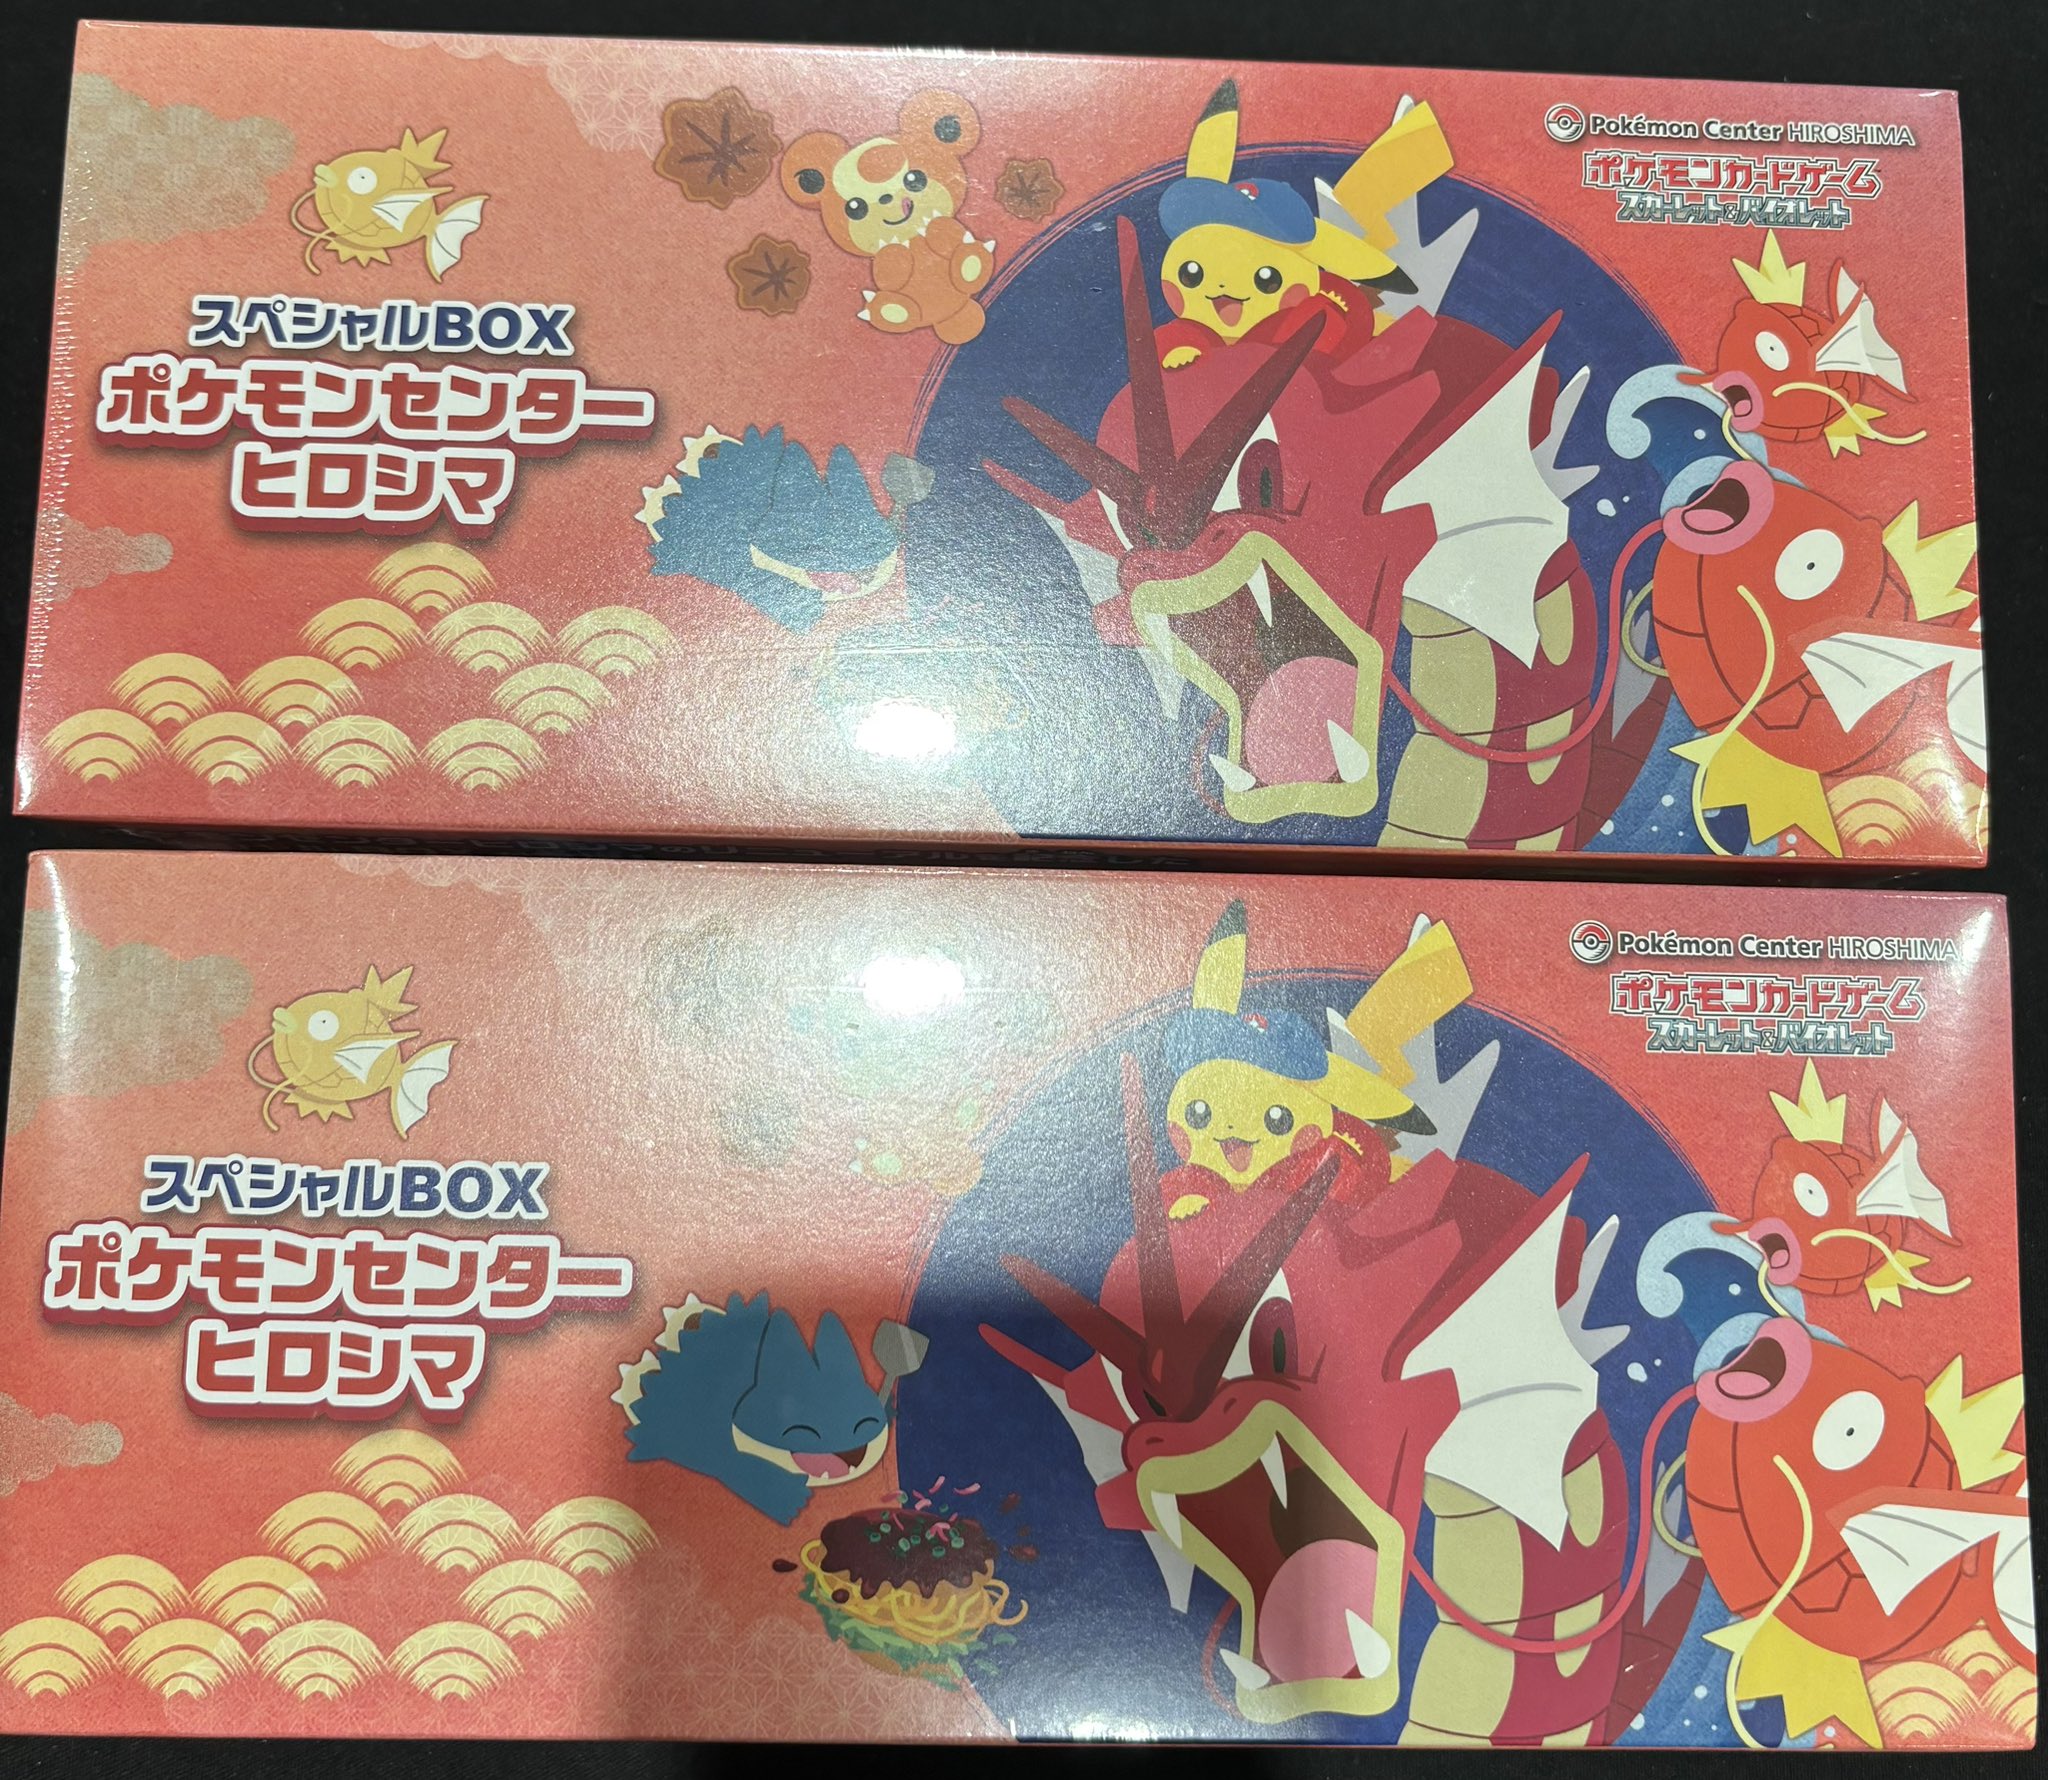 Pokémon Center HIROSHIMA
ポケモンカードゲーム
スカーレット&バイオレット
スペシャルBOX
ポケモンセンター
ヒロシマ
Pokémon Center HIROSHIMA
ポケモンカードゲーム
スカーレット&バイオレット
スペシャルBOX
ポケモンセンター
ヒロシマ